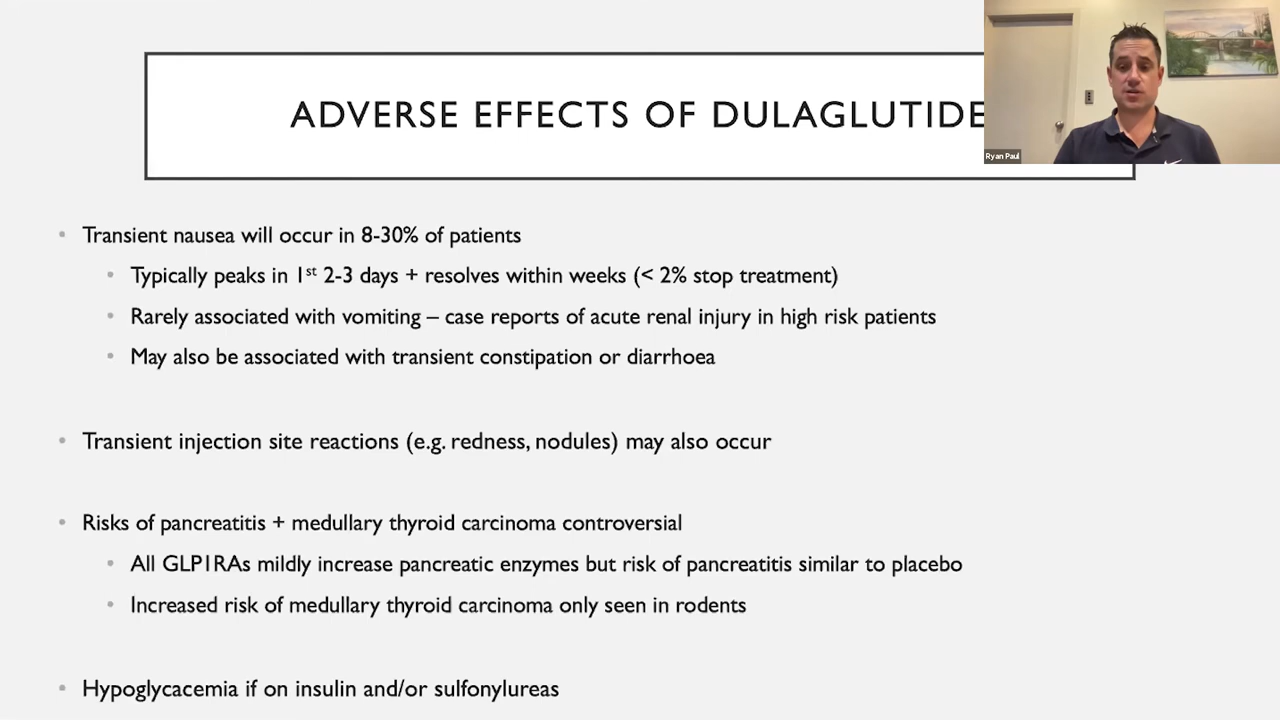 ADVERSE EFFECTS OF DULAGLUTIDE
Ryan Paul
• Transient nausea will occur in 8-30% of patients
• Typically peaks in 1st 2-3 days + resolves within weeks (< 2% stop treatment)
• Rarely associated with vomiting – case reports of acute renal injury in high risk patients
• May also be associated with transient constipation or diarrhoea
• Transient injection site reactions (e.g. redness, nodules) may also occur
• Risks of pancreatitis + medullary thyroid carcinoma controversial
• All GLP1RAs mildly increase pancreatic enzymes but risk of pancreatitis similar to placebo
• Increased risk of medullary thyroid carcinoma only seen in rodents
• Hypoglycacemia if on insulin and/or sulfonylureas